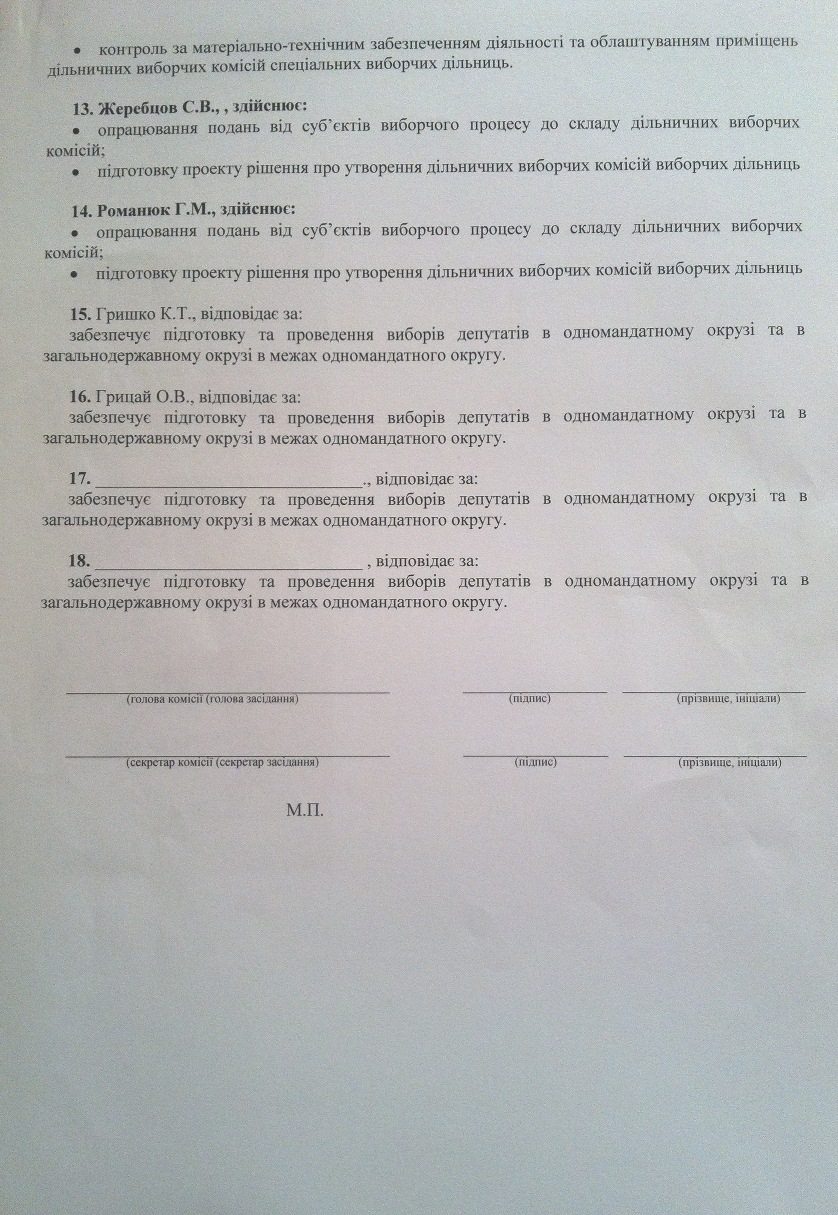 • контроль за матеріально-технічним забезпеченням діяльності та облаштуванням приміщень
дільничних виборчих комісій спеціальних виборчих дільниць.
13. Жеребцов С.В., , здійснює:
• опрацювання подань від суб’єктів виборчого процесу до складу дільничних виборчих
комісій;
• підготовку проекту рішення про утворення дільничних виборчих комісій виборчих дільниць
14. Романюк Г.М., здійснює:
• опрацювання подань від суб’єктів виборчого процесу до складу дільничних виборчих
комісій;
• підготовку проекту рішення про утворення дільничних виборчих комісій виборчих дільниць
15. Гришко К.Т., відповідає за:
забезпечує підготовку та проведення виборів депутатів в одномандатному окрузі та в
загальнодержавному окрузі в межах одномандатного округу.
16. Грицай О.В., відповідає за:
забезпечує підготовку та проведення виборів депутатів в одномандатному окрузі та в
загальнодержавному окрузі в межах одномандатного округу.
17. ______________________________., відповідає за:
забезпечує підготовку та проведення виборів депутатів в одномандатному окрузі та в
загальнодержавному окрузі в межах одномандатного округу.
18. ______________________________ , відповідає за:
забезпечує підготовку та проведення виборів депутатів в одномандатному окрузі та в
загальнодержавному окрузі в межах одномандатного округу.
(голова комісії (голова засідання) (підпис) (прізвище, ініціали)
(секретар комісії (секретар засідання) (підпис) (прізвище, ініціали)
М.П.